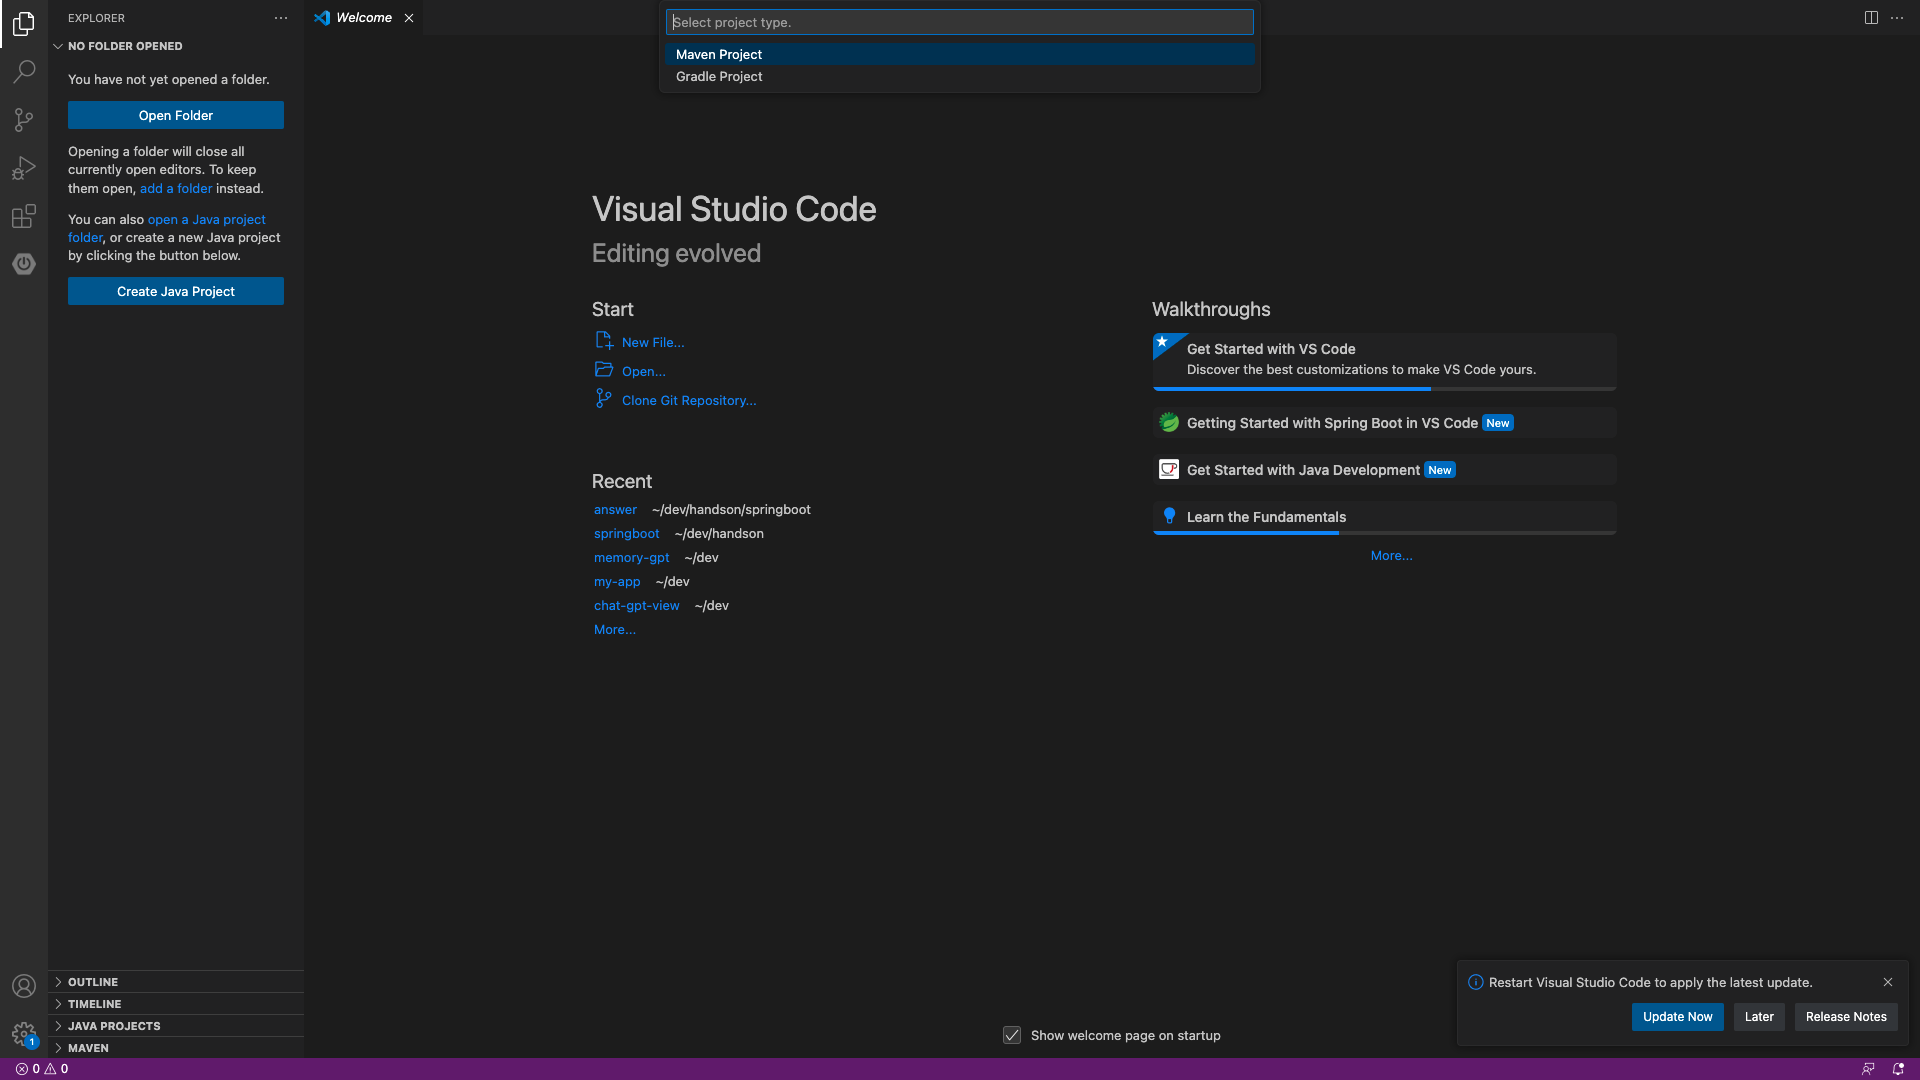 EXPLORER
NO FOLDER OPENED
You have not yet opened a folder.
Open Folder
Opening a folder will close all
currently open editors. To keep
them open, add a folder instead.
You can also open a Java project
folder, or create a new Java project
by clicking the button below.
Create Java Project
OUTLINE
TIMELINE
JAVA PROJECTS
MAVEN
1
0 0
Welcome
Select project type.
Maven Project
Gradle Project
Visual Studio Code
Editing evolved
Start
New File...
Open...
Clone Git Repository...
Recent
answer ~/dev/handson/springboot
springboot ~/dev/handson
memory-gpt ~/dev
my-app ~/dev
chat-gpt-view ~/dev
More...
Walkthroughs
Get Started with VS Code
Discover the best customizations to make VS Code yours.
Getting Started with Spring Boot in VS Code New
Get Started with Java Development New
Learn the Fundamentals
More...
Show welcome page on startup
Restart Visual Studio Code to apply the latest update.
Update Now Later Release Notes